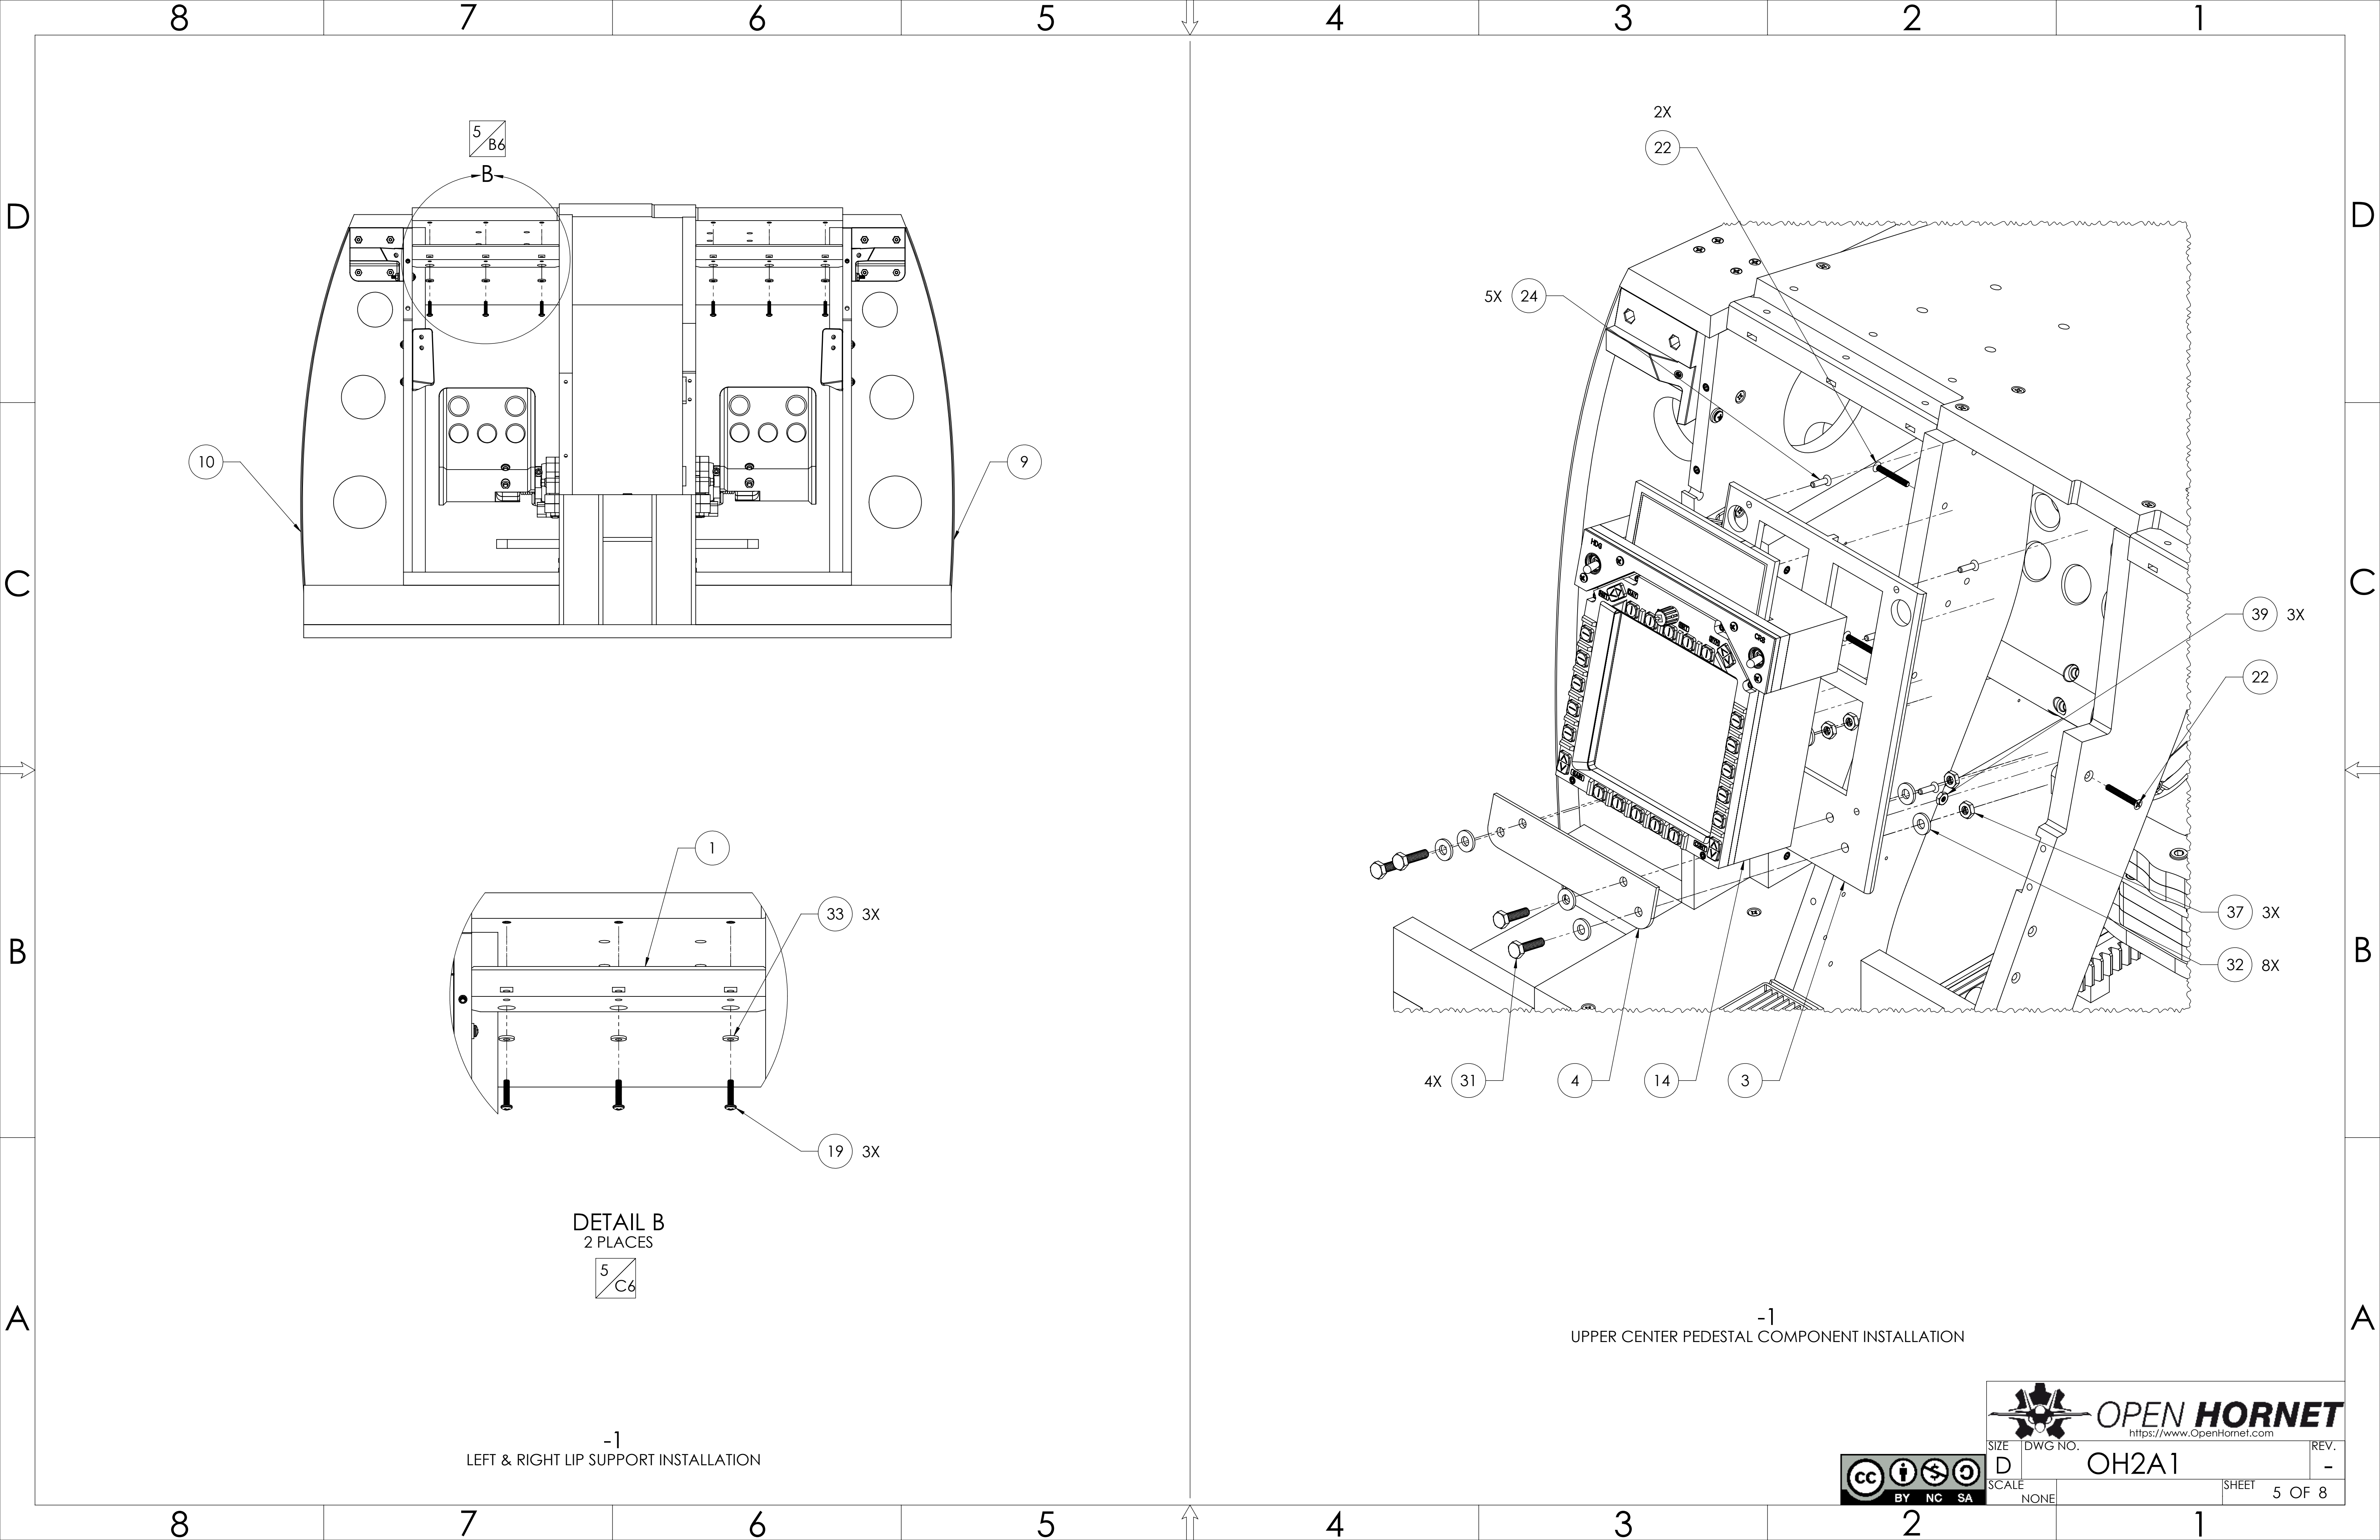 8 7 6 5 4 3 2 1
D
C
B
A
D
C
B
A
5
B6
B
10
9
1
33 3X
19 3X
DETAIL B
2 PLACES
5
C6
-1
LEFT & RIGHT LIP SUPPORT INSTALLATION
2X
22
5X 24
HDG
CRS
39 3X
22
37 3X
32 8X
4X 31
4
14
3
-1
UPPER CENTER PEDESTAL COMPONENT INSTALLATION
OPEN HORNET
https://www.OpenHornet.com
SIZE
D
DWG NO.
OH2A1
REV.
-
SCALE
NONE
SHEET
5 OF 8
cc
BY NC SA
8 7 6 5 4 3 2 1